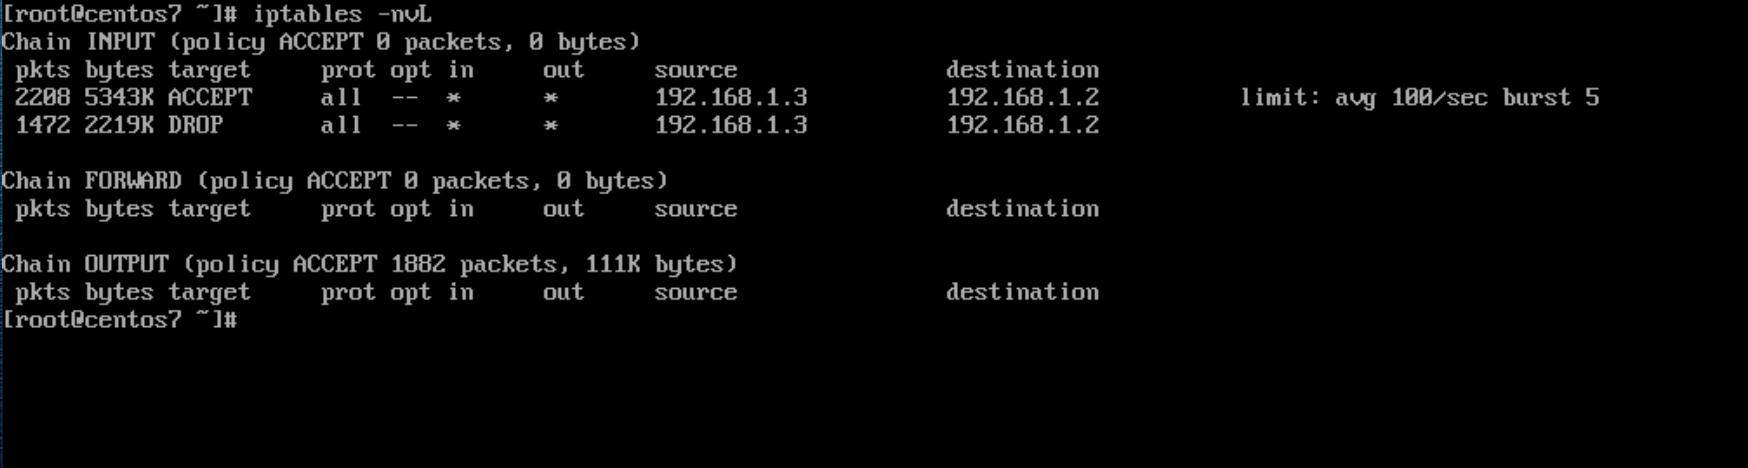 [root@centos7 ~]# iptables -nvL
Chain INPUT (policy ACCEPT 0 packets, 0 bytes)
 pkts bytes target     prot opt in     out     source               destination
 2208 5343K ACCEPT     all  --  *      *       192.168.1.3          192.168.1.2          limit: avg 100/sec burst 5
 1472 2219K DROP       all  --  *      *       192.168.1.3          192.168.1.2

Chain FORWARD (policy ACCEPT 0 packets, 0 bytes)
 pkts bytes target     prot opt in     out     source               destination

Chain OUTPUT (policy ACCEPT 1882 packets, 111K bytes)
 pkts bytes target     prot opt in     out     source               destination
[root@centos7 ~]#